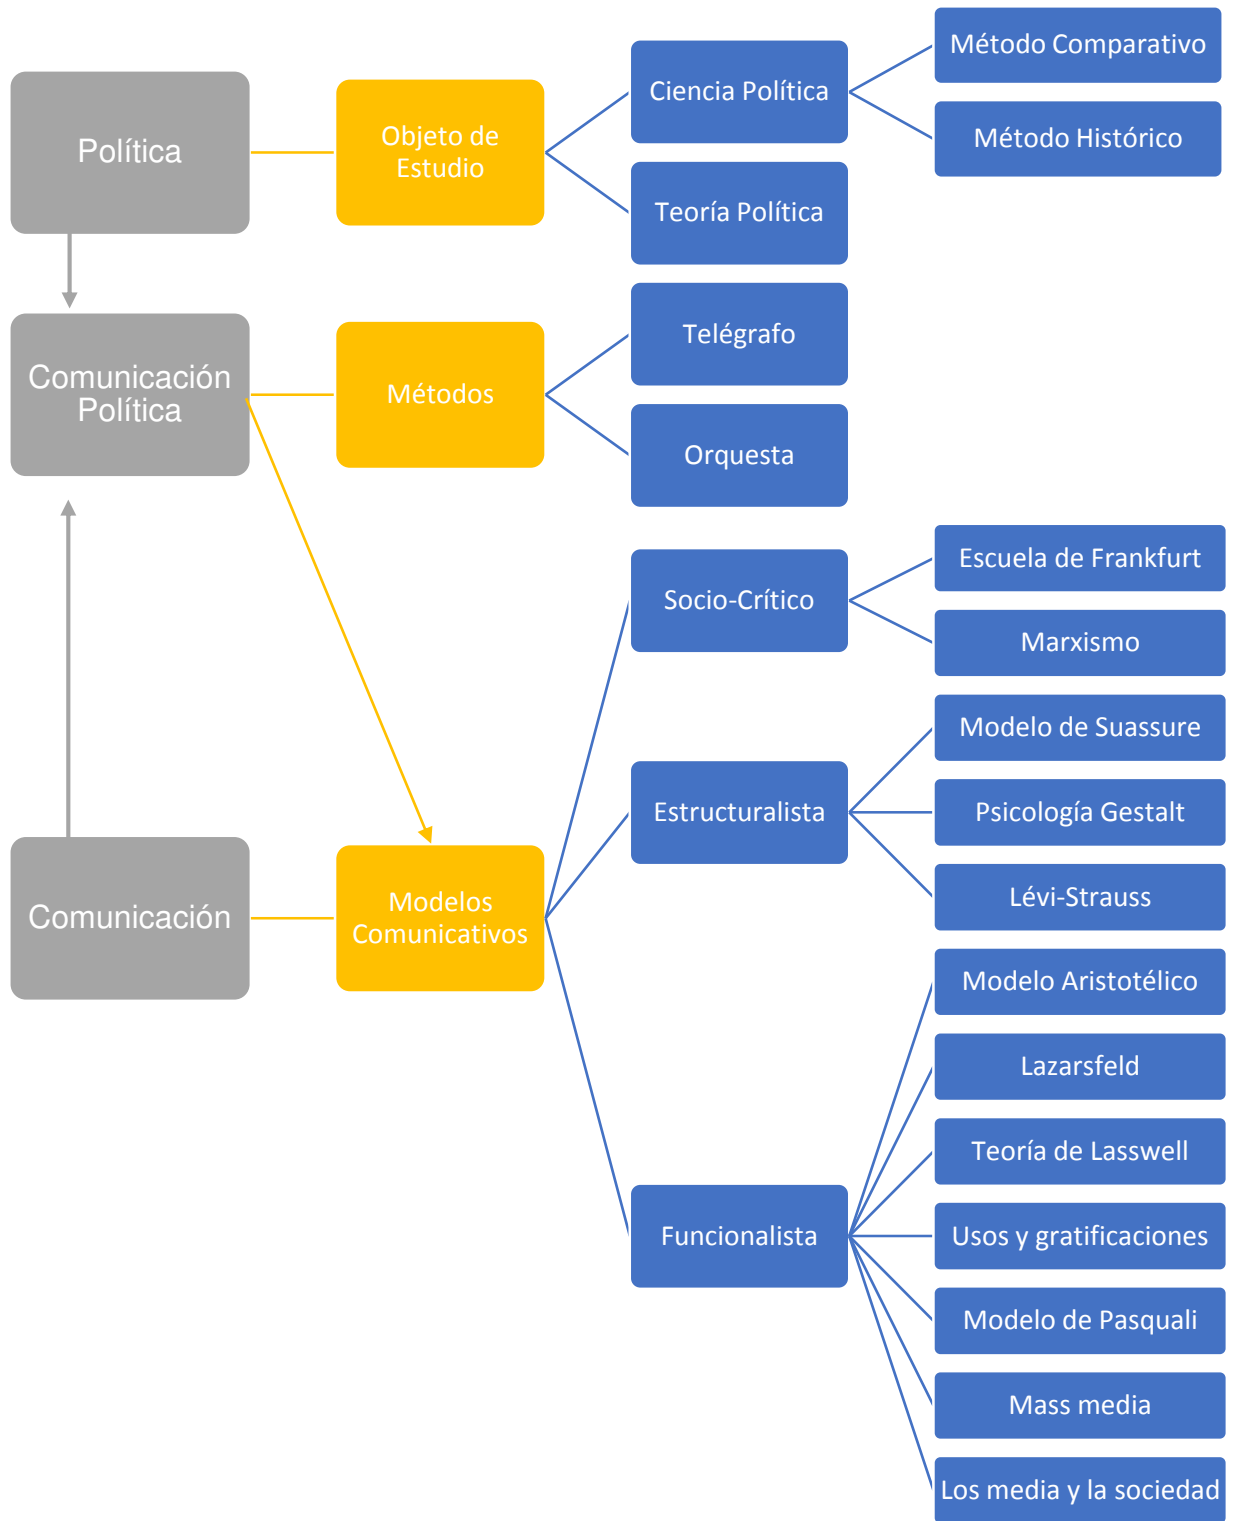 Política
Objeto de
Estudio
Ciencia Política
Método Comparativo
Método Histórico
Teoría Política
Comunicación
Política
Métodos
Telégrafo
Orquesta
Comunicación
Modelos
Comunicativos
Socio-Crítico
Escuela de Frankfurt
Marxismo
Estructuralista
Modelo de Suassure
Psicología Gestalt
Lévi-Strauss
Funcionalista
Modelo Aristotélico
Lazarsfeld
Teoría de Lasswell
Usos y gratificaciones
Modelo de Pasquali
Mass media
Los media y la sociedad